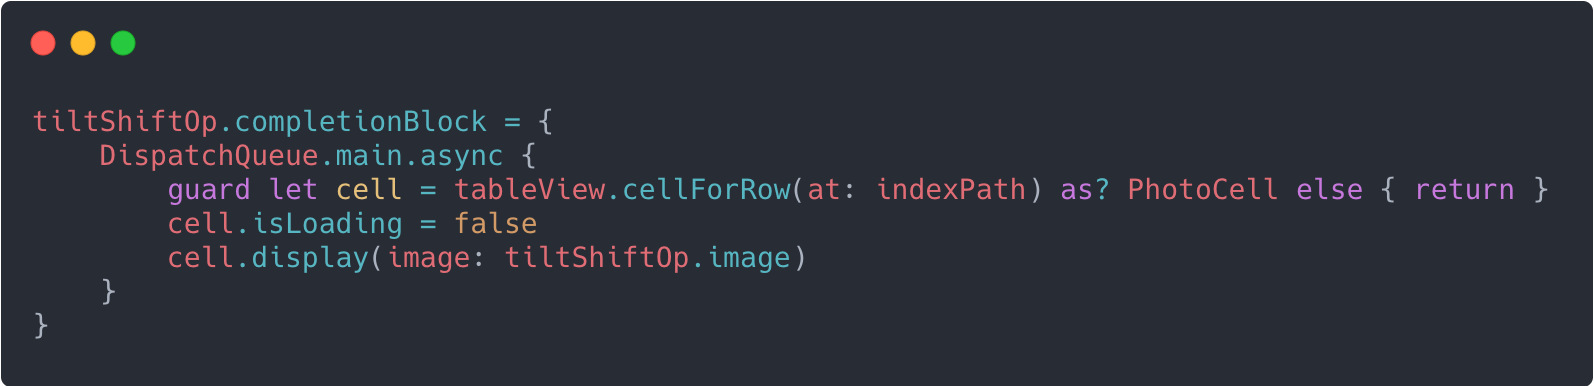 tiltShiftOp.completionBlock = {
    DispatchQueue.main.async {
        guard let cell = tableView.cellForRow(at: indexPath) as? PhotoCell else { return }
        cell.isLoading = false
        cell.display(image: tiltShiftOp.image)
    }
}